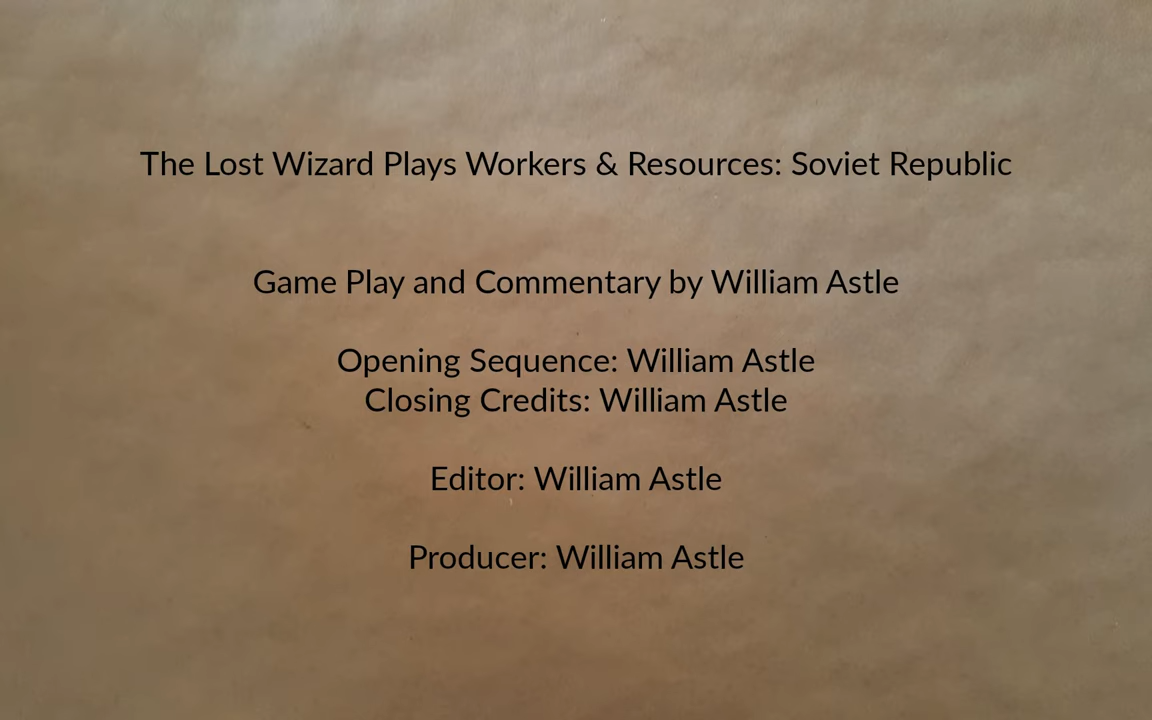 The Lost Wizard Plays Workers & Resources: Soviet Republic
Game Play and Commentary by William Astle
Opening Sequence: William Astle
Closing Credits: William Astle
Editor: William Astle
Producer: William Astle